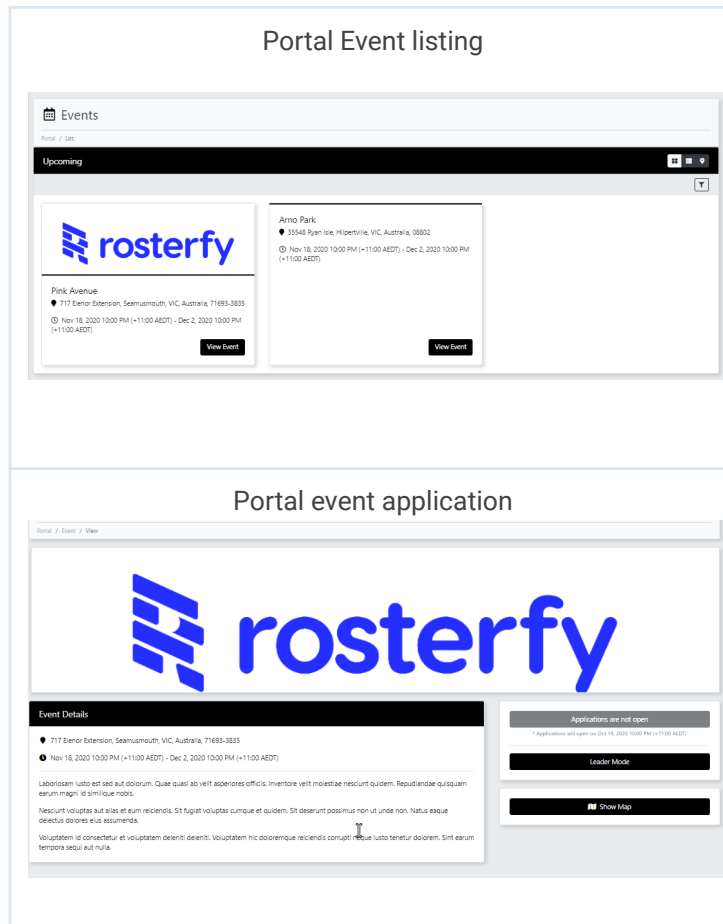 Portal Event listing
Events
Portal / List
Upcoming
rosterfy
Pink Avenue
717 Elenor Extension, Seamusmouth, VIC, Australia, 71693-3835
Nov 18, 2020 10:00 PM (+11:00 AEDT) - Dec 2, 2020 10:00 PM
(+11:00 AEDT)
View Event
Arno Park
35548 Ryan Isle, Hilpertville, VIC, Australia, 08802
Nov 18, 2020 10:00 PM (+11:00 AEDT) - Dec 2, 2020 10:00 PM
(+11:00 AEDT)
View Event
Portal event application
Portal / Event / View
rosterfy
Event Details
717 Elenor Extension, Seamusmouth, VIC, Australia, 71693-3835
Nov 18, 2020 10:00 PM (+11:00 AEDT) - Dec 2, 2020 10:00 PM (+11:00 AEDT)
Laboriosam iusto est sed aut dolorum. Quae quasi ab velit asperiores officiis. Inventore velit molestiae nesciunt quidem. Repudiandae quisquam
earum magni id similique nobis.
Nesciunt voluptas aut alias et eum reiciendis. Sit fugiat voluptas cumque et quidem. Sit deserunt possimus non ut unde non. Natus eaque
delectus dolores eius assumenda.
Voluptatem id consectetur et voluptatem deleniti deleniti. Voluptatem hic doloremque reiciendis corrupti neque iusto tenetur dolorem. Sint earum
tempora sequi aut nulla.
Applications are not open
* Applications will open on Oct 19, 2020 10:00 PM (+11:00 AEDT)
Leader Mode
Show Map